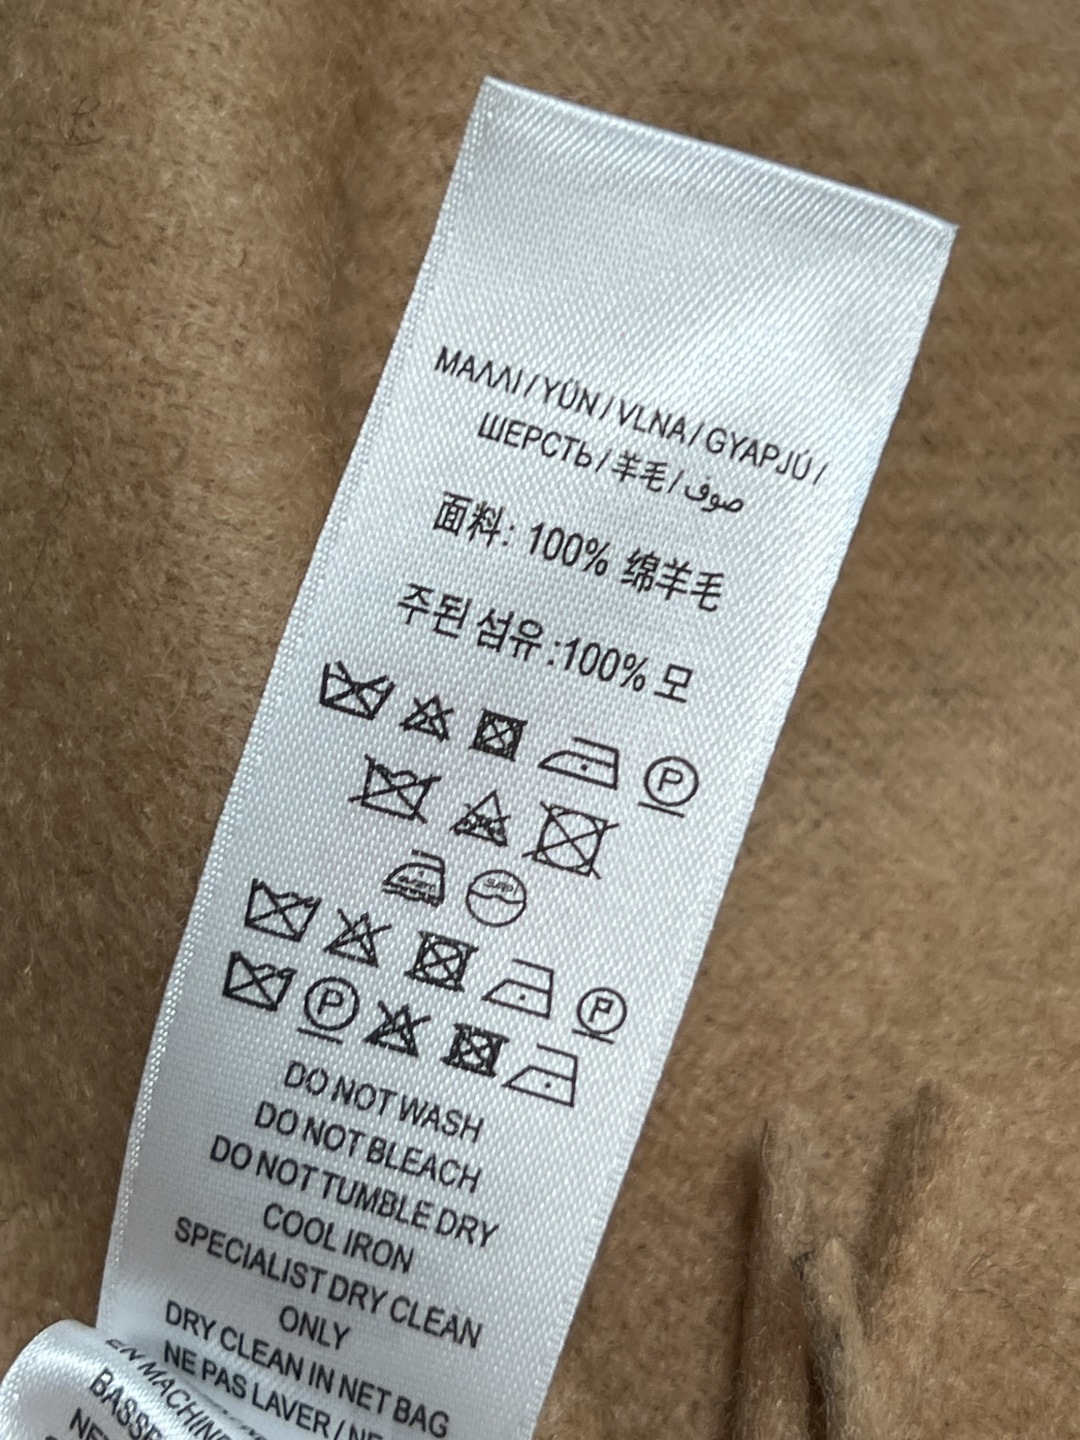 ΜΑΛΛΙ / YÜN / VLNA / GYAPJÚ /
ШЕРСТЬ / 羊毛 / صوف
面料: 100% 绵羊毛
주된 섬유 :100% 모
P
P
P
DO NOT WASH
DO NOT BLEACH
DO NOT TUMBLE DRY
COOL IRON
SPECIALIST DRY CLEAN
ONLY
DRY CLEAN IN NET BAG
NE PAS LAVER /
EN MACHINE